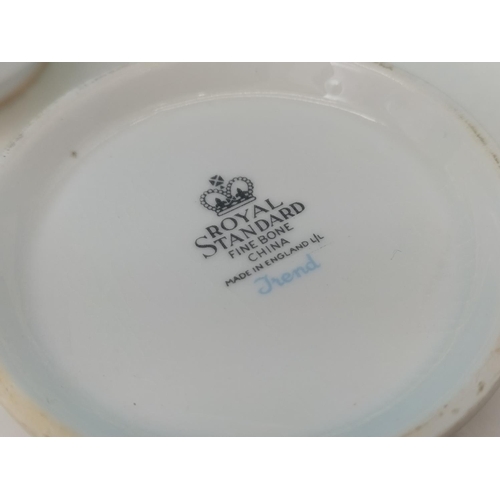 ROYAL
STANDARD
FINE BONE
CHINA
MADE IN ENGLAND L/L
Trend